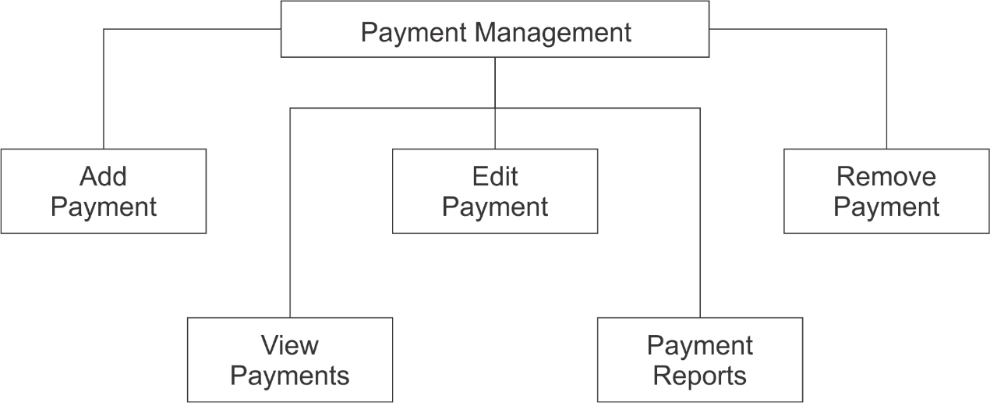 Payment Management
Add
Payment
Edit
Payment
Remove
Payment
View
Payments
Payment
Reports